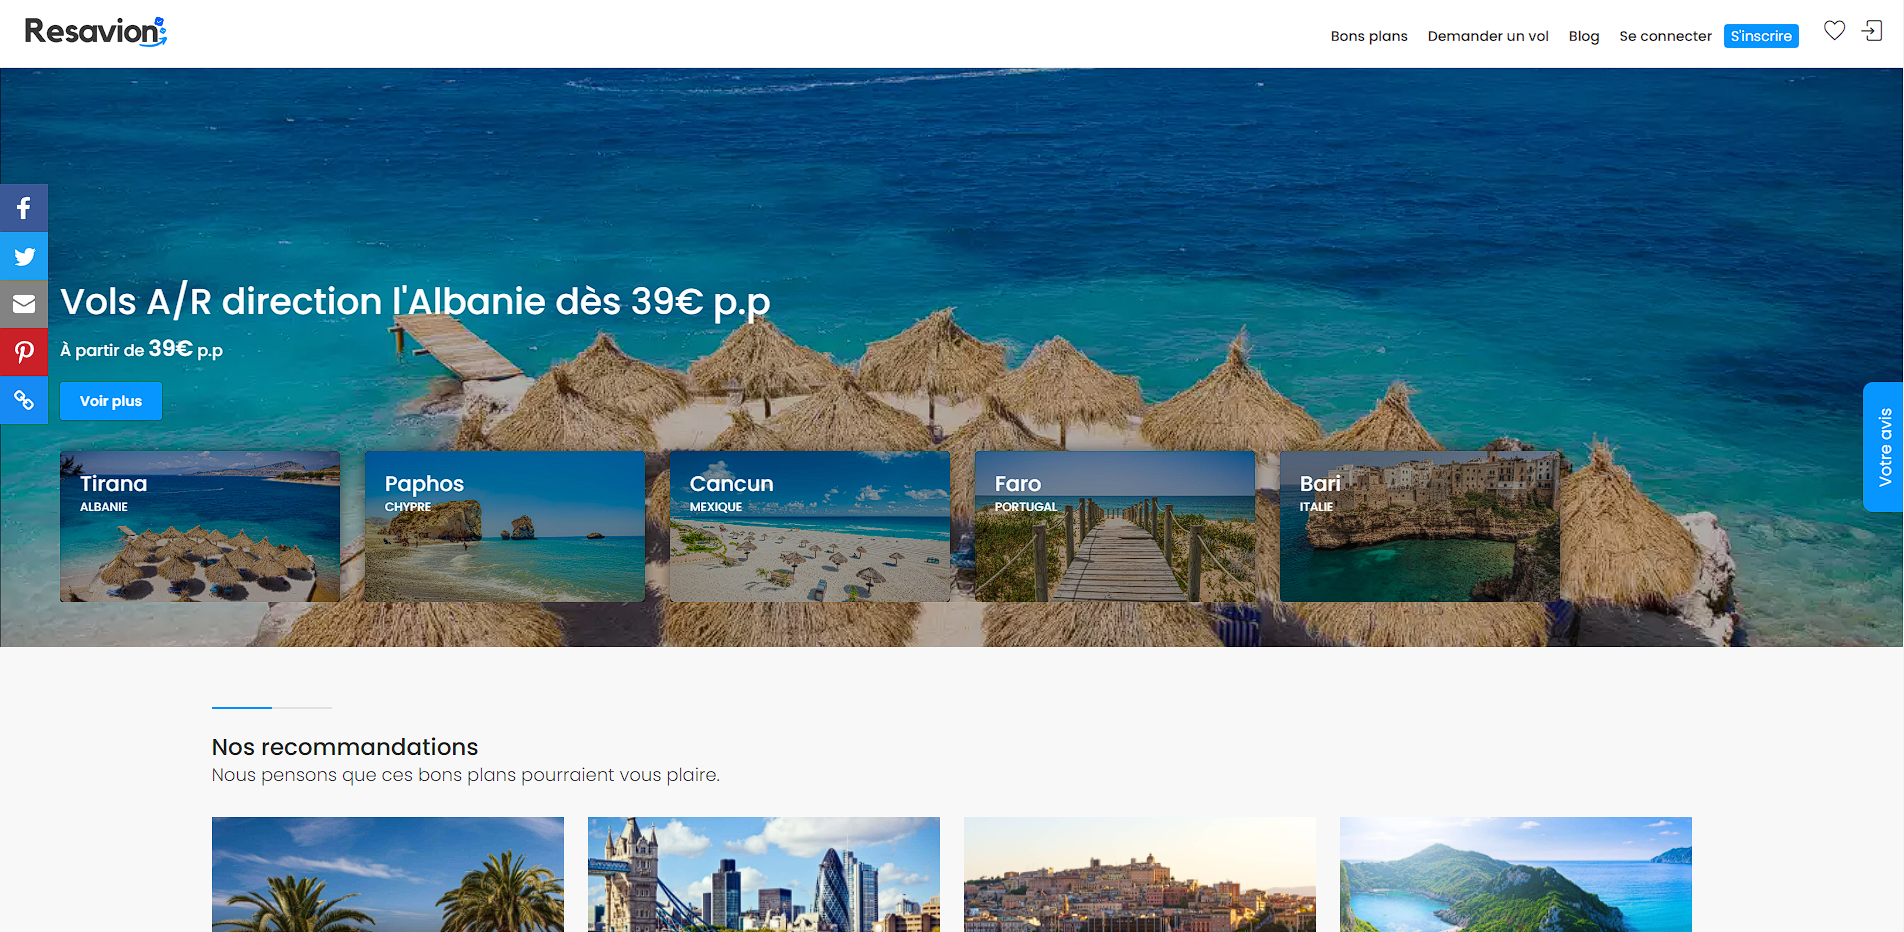 Resavion
Bons plans
Demander un vol
Blog
Se connecter
S'inscrire
Vols A/R direction l'Albanie dès 39€ p.p
À partir de 39€ p.p
Voir plus
Votre avis
Tirana
ALBANIE
Paphos
CHYPRE
Cancun
MEXIQUE
Faro
PORTUGAL
Bari
ITALIE
Nos recommandations
Nous pensons que ces bons plans pourraient vous plaire.